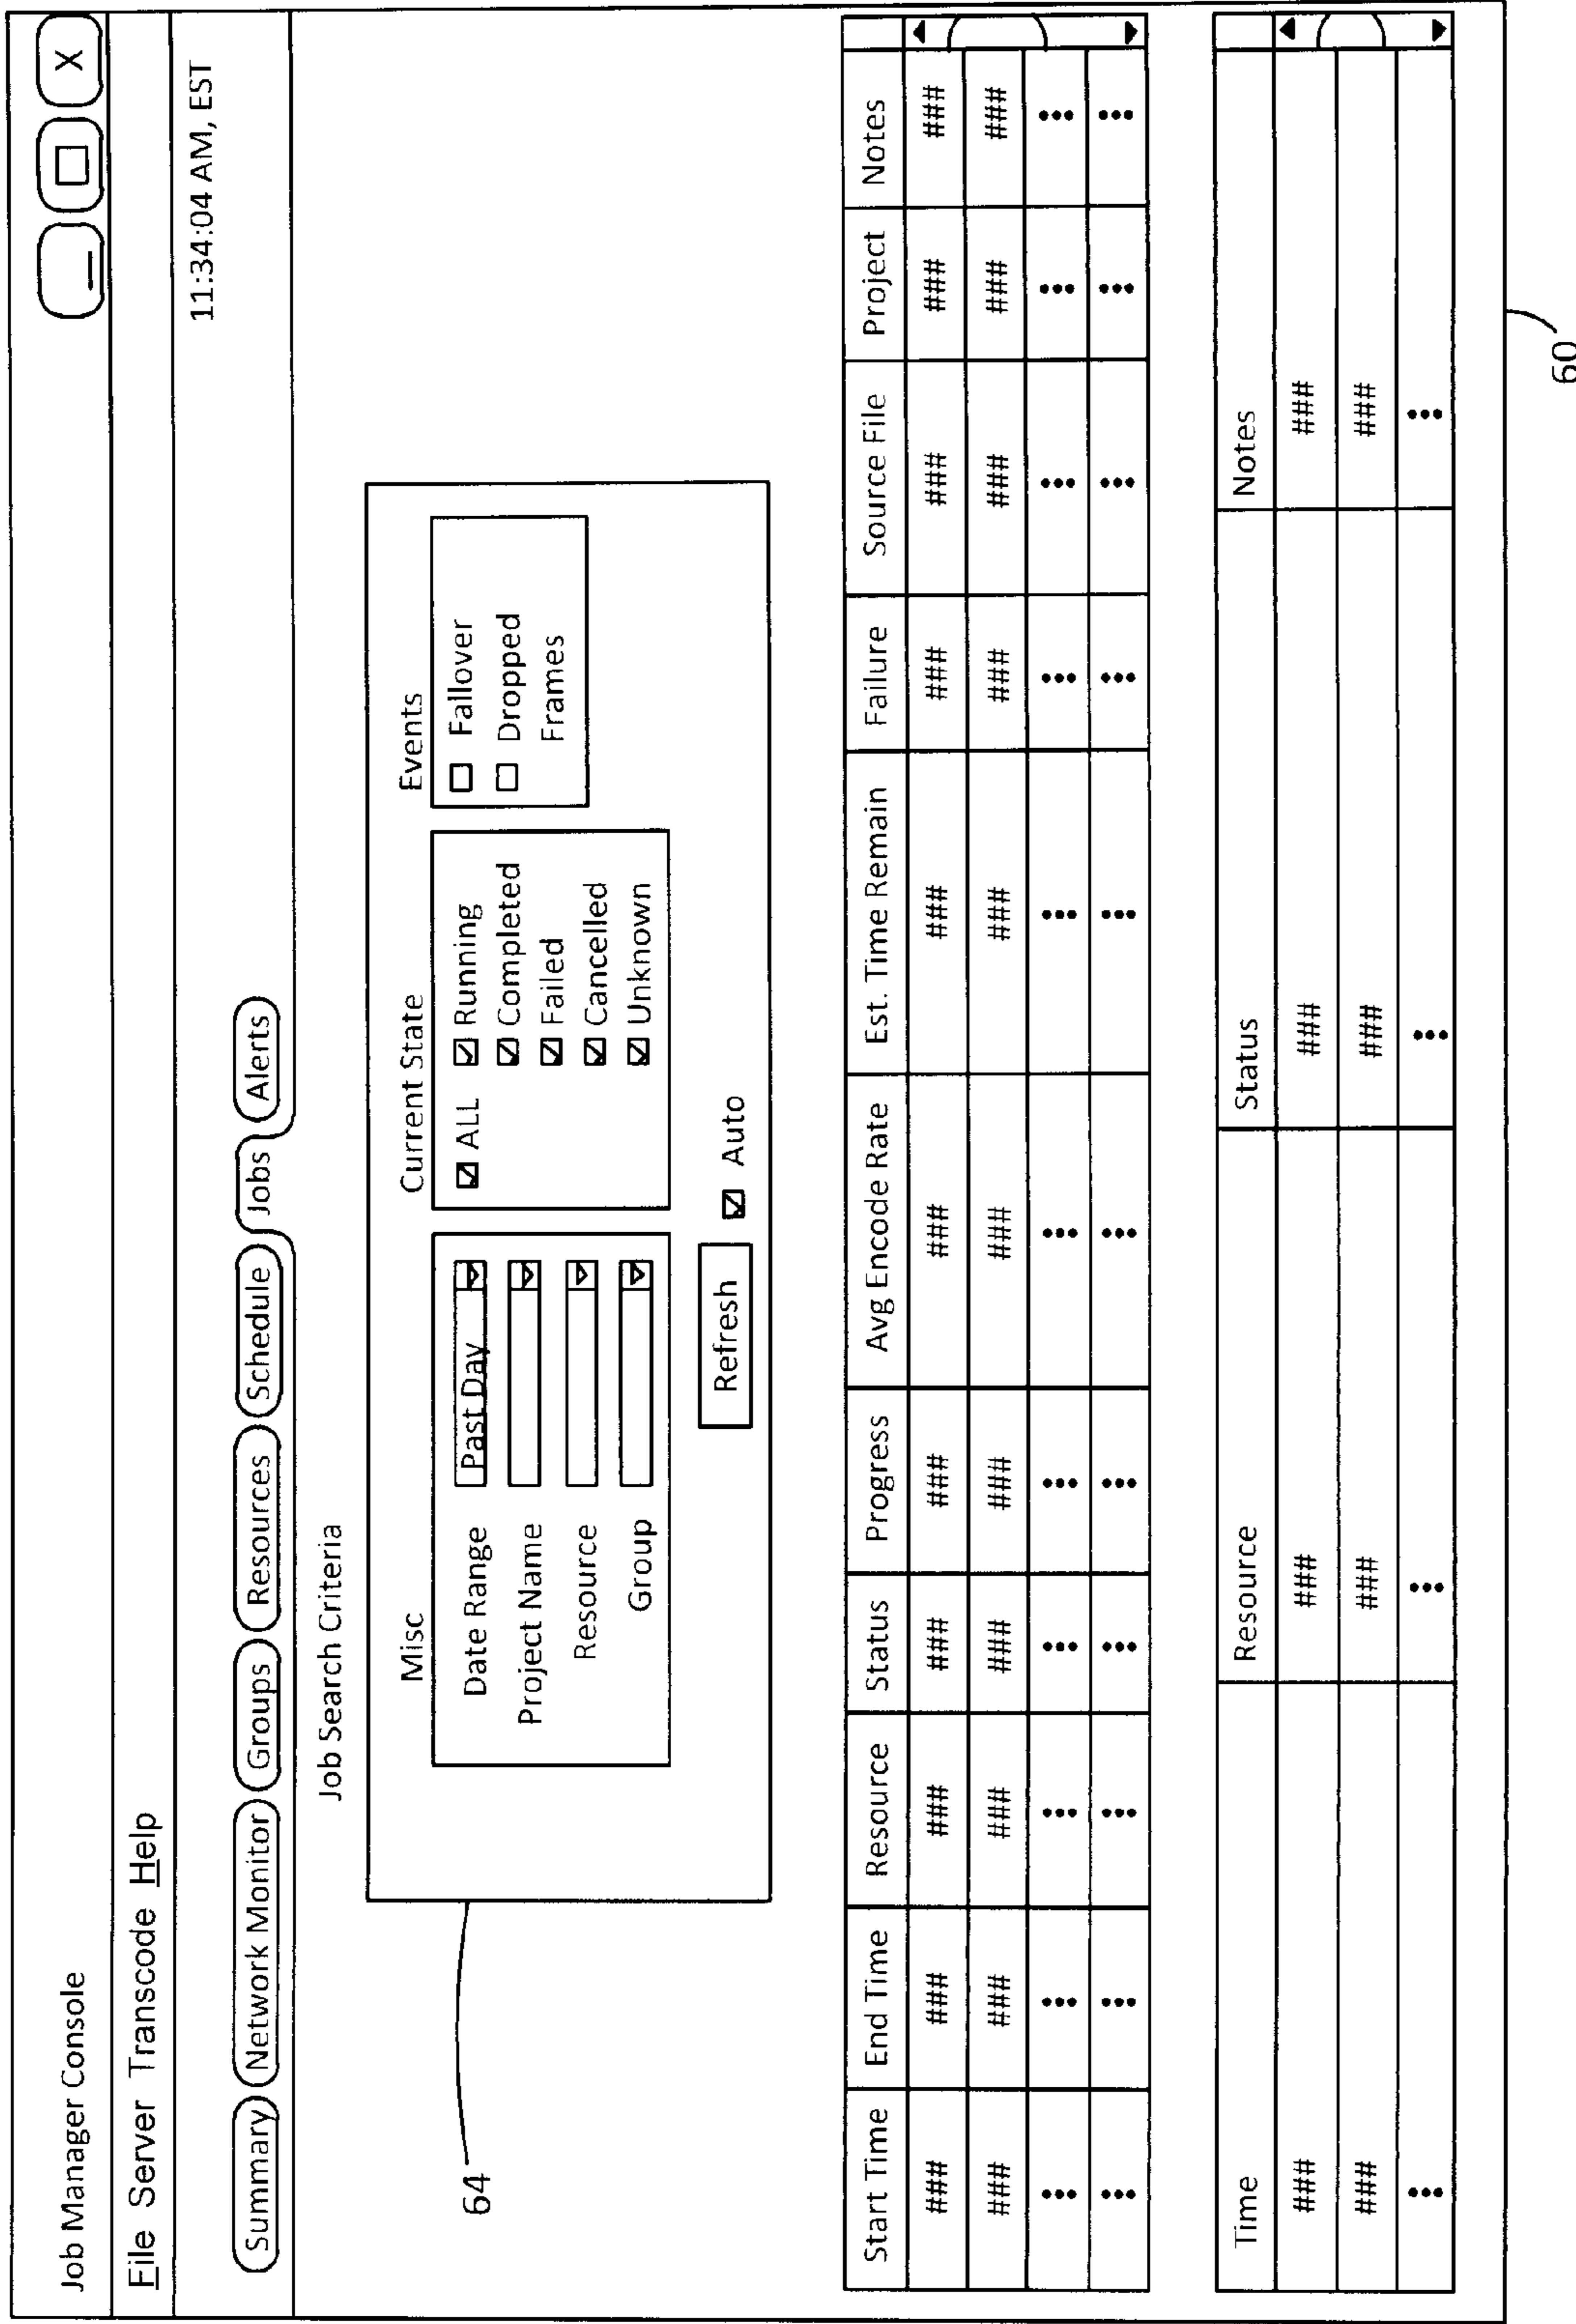 Job Manager Console _ □ X
File Server Transcode Help
11:34:04 AM, EST
Summary Network Monitor Groups Resources Schedule Jobs Alerts
Job Search Criteria
Misc
Date Range Past Day
Project Name
Resource
Group
Current State
ALL Running
Completed
Failed
Cancelled
Unknown
Events
Fallover
Dropped
Frames
Refresh Auto
64
Start Time End Time Resource Status Progress Avg Encode Rate Est. Time Remain Failure Source File Project Notes
### ### ### ### ### ### ### ### ### ### ###
### ### ### ### ### ### ### ### ### ### ###
••• ••• ••• ••• ••• ••• ••• ••• ••• ••• •••
••• ••• ••• ••• ••• ••• ••• ••• ••• ••• •••
Time Resource Status Notes
### ### ### ###
### ### ### ###
••• ••• ••• •••
60